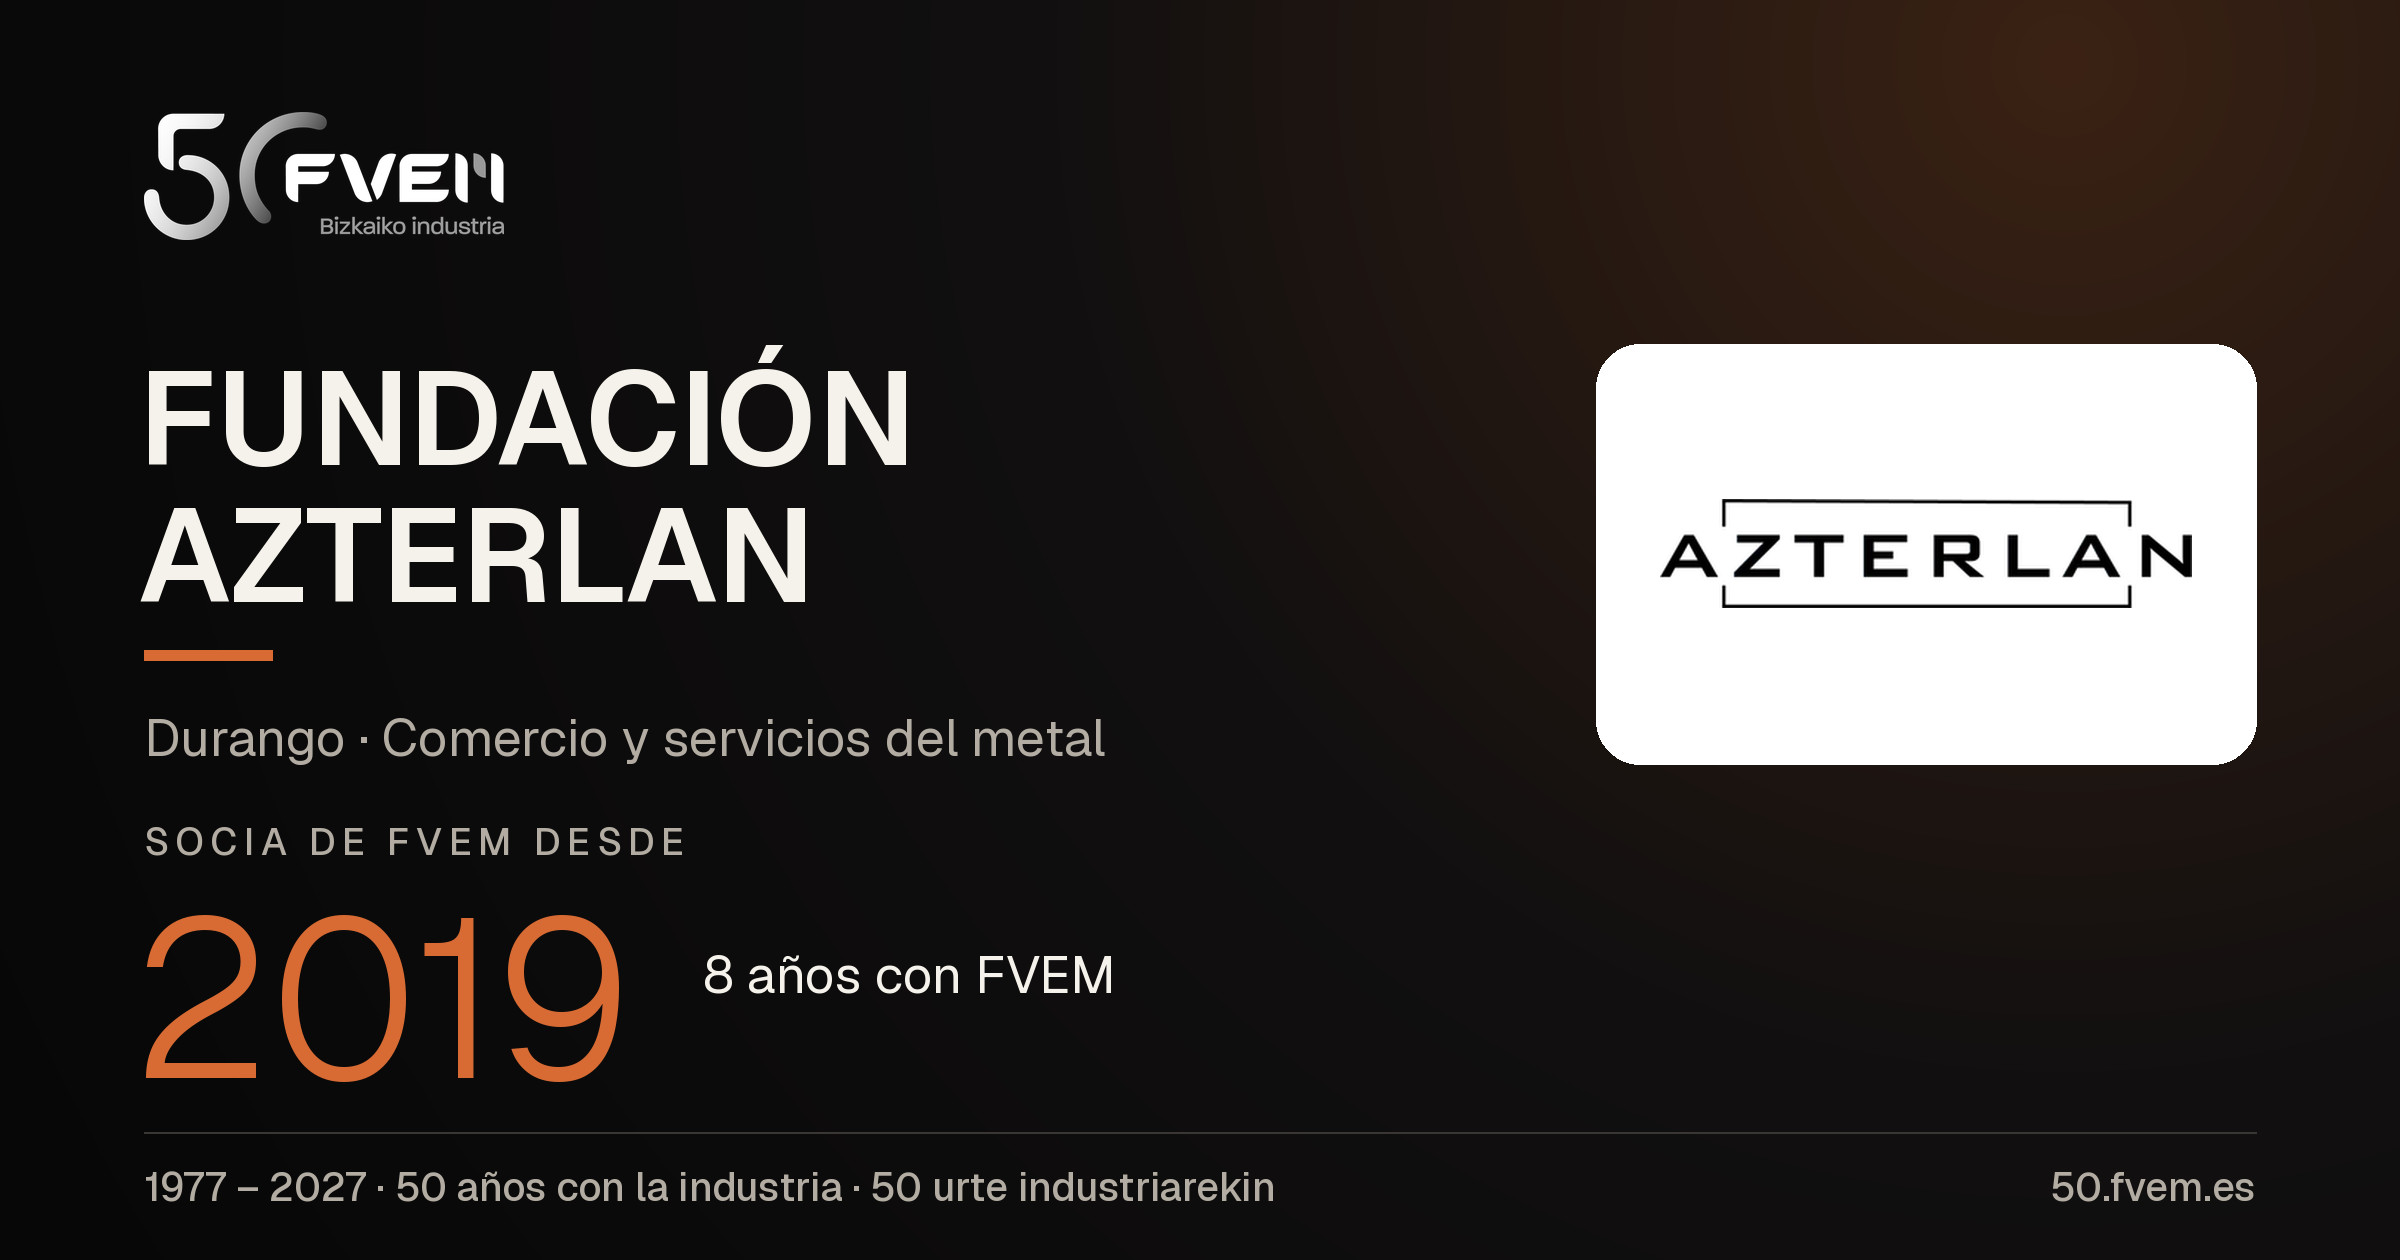 50 FVEM
Bizkaiko industria
FUNDACIÓN
AZTERLAN
AZTERLAN
Durango · Comercio y servicios del metal
SOCIA DE FVEM DESDE
2019
8 años con FVEM
1977 – 2027 · 50 años con la industria · 50 urte industriarekin
50.fvem.es